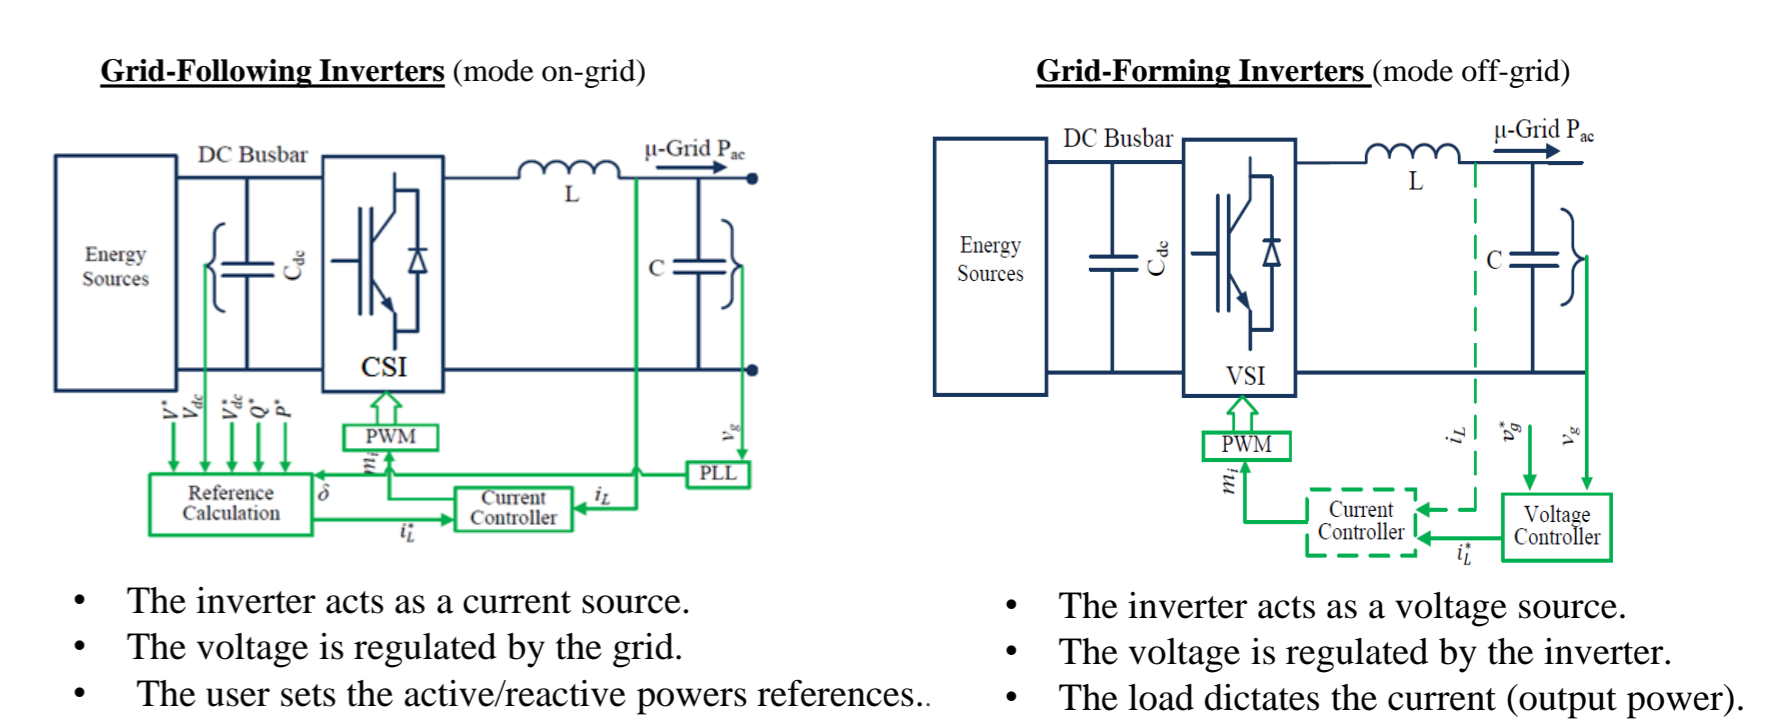 Grid-Following Inverters (mode on-grid)
DC Busbar
μ-Grid Pac
L
Energy
Sources
Cdc
C
CSI
V*
Vdc
V*dc
Q*
P*
PWM
vg
mi
PLL
Reference
Calculation
δ
Current
Controller
iL
i*L
• The inverter acts as a current source.
• The voltage is regulated by the grid.
• The user sets the active/reactive powers references..
Grid-Forming Inverters (mode off-grid)
DC Busbar
μ-Grid Pac
L
Energy
Sources
Cdc
C
VSI
PWM
iL
v*g
vg
mi
Current
Controller
Voltage
Controller
i*L
• The inverter acts as a voltage source.
• The voltage is regulated by the inverter.
• The load dictates the current (output power).